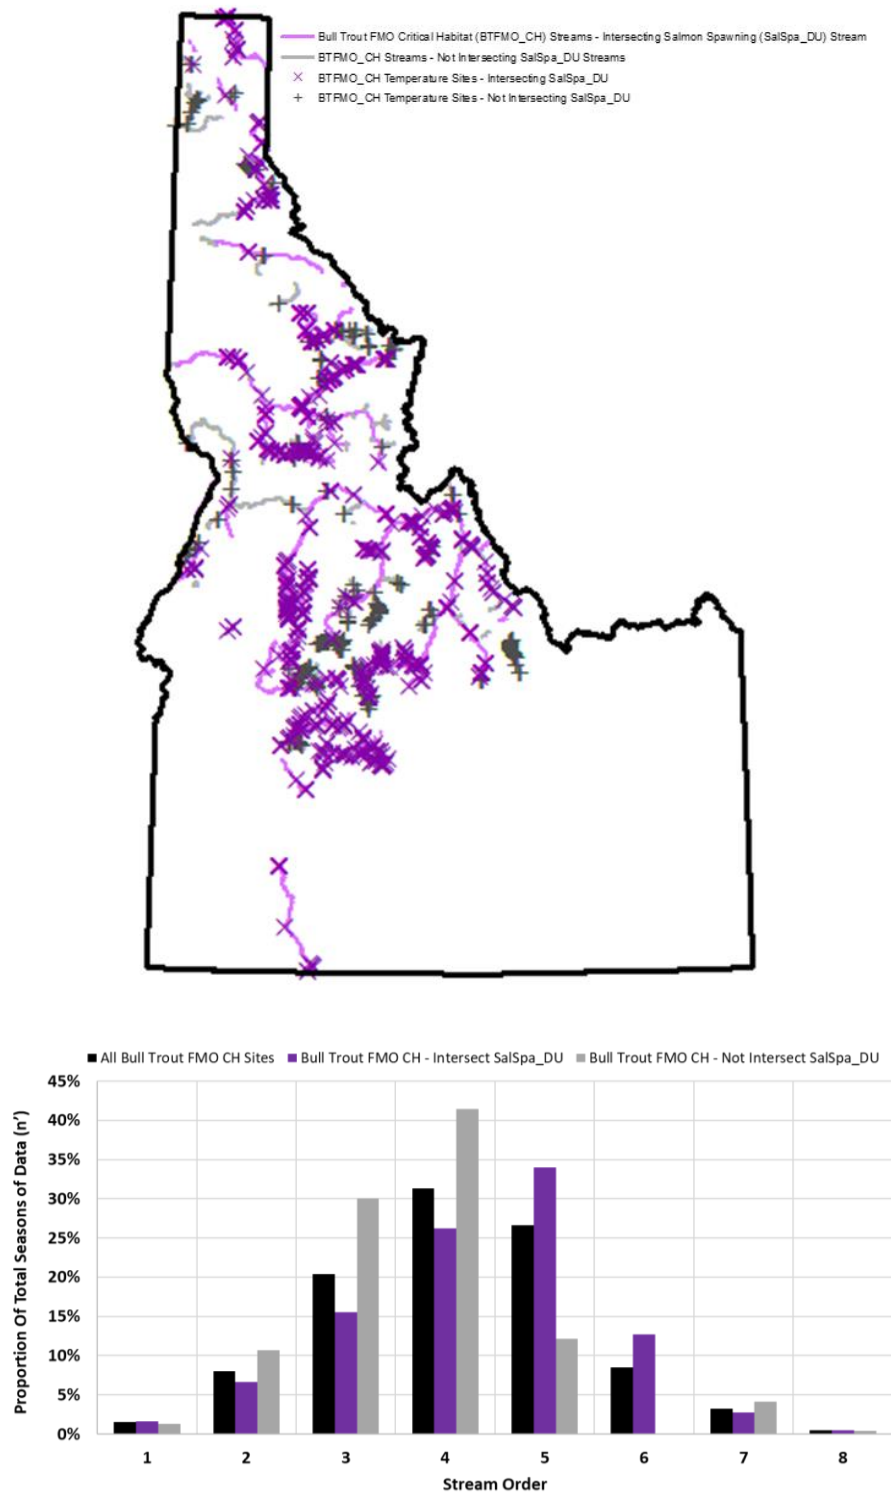 Bull Trout FMO Critical Habitat (BTFMO_CH) Streams - Intersecting Salmon Spawning (SalSpa_DU) Stream
BTFMO_CH Streams - Not Intersecting SalSpa_DU Streams
BTFMO_CH Temperature Sites - Intersecting SalSpa_DU
BTFMO_CH Temperature Sites - Not Intersecting SalSpa_DU
All Bull Trout FMO CH Sites Bull Trout FMO CH - Intersect SalSpa_DU Bull Trout FMO CH - Not Intersect SalSpa_DU
Proportion Of Total Seasons of Data (n')
45%
40%
35%
30%
25%
20%
15%
10%
5%
0%
1 2 3 4 5 6 7 8
Stream Order